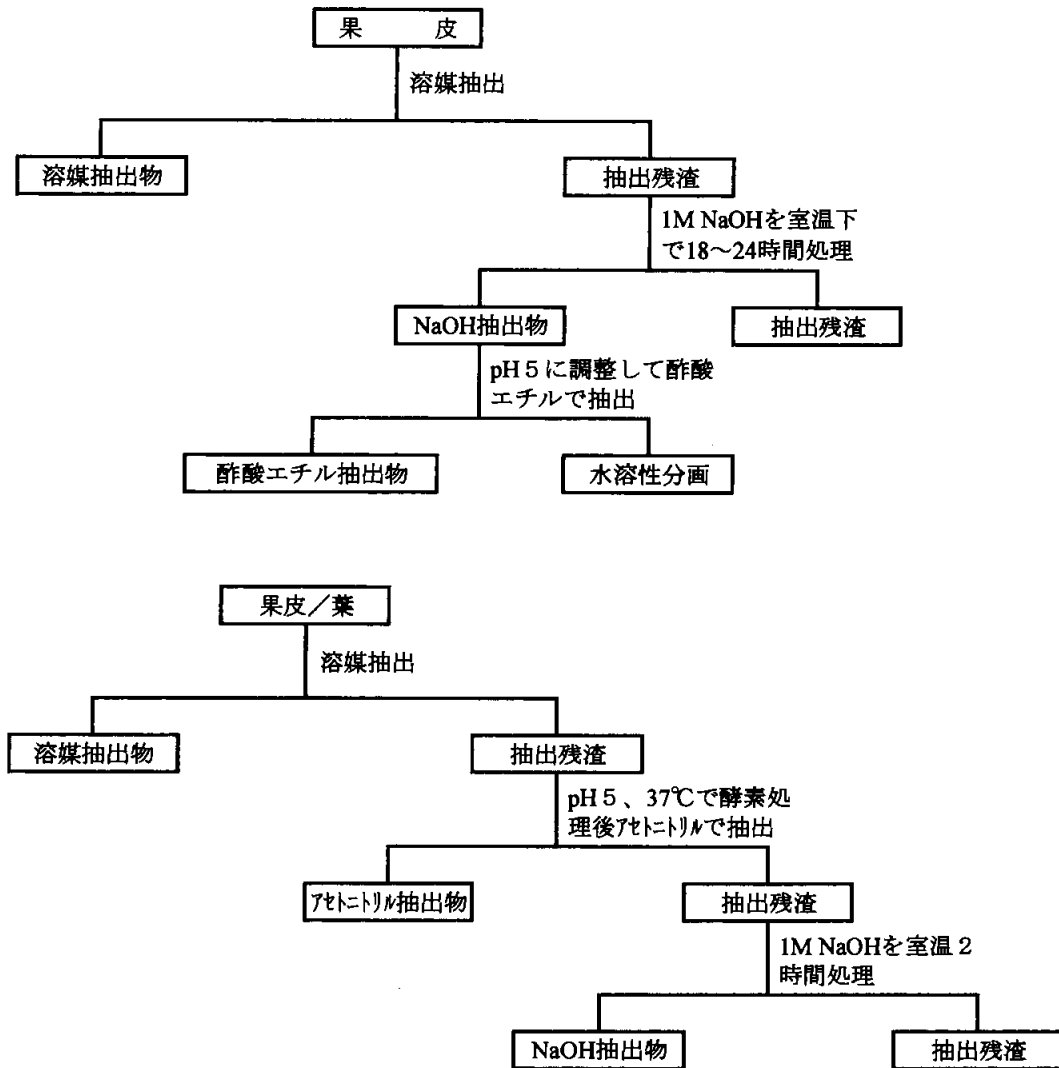 果皮
溶媒抽出
溶媒抽出物
抽出残渣
1M NaOHを室温下
で18～24時間処理
NaOH抽出物
抽出残渣
pH５に調整して酢酸
エチルで抽出
酢酸エチル抽出物
水溶性分画
果皮／葉
溶媒抽出
溶媒抽出物
抽出残渣
pH５、37℃で酵素処
理後ｱｾﾄﾆﾄﾘﾙで抽出
ｱｾﾄﾆﾄﾘﾙ抽出物
抽出残渣
1M NaOHを室温２
時間処理
NaOH抽出物
抽出残渣